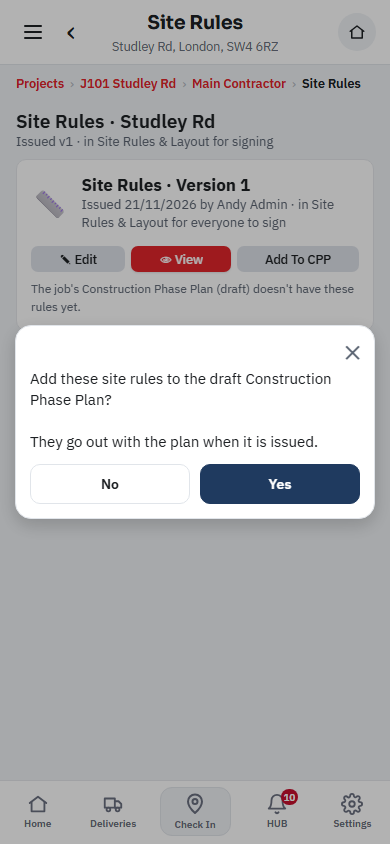 Site Rules
Studley Rd, London, SW4 6RZ
Projects › J101 Studley Rd › Main Contractor › Site Rules
Site Rules · Studley Rd
Issued v1 · in Site Rules & Layout for signing
Site Rules · Version 1
Issued 21/11/2026 by Andy Admin · in Site
Rules & Layout for everyone to sign
Edit View Add To CPP
The job's Construction Phase Plan (draft) doesn't have these
rules yet.
Add these site rules to the draft Construction
Phase Plan?
They go out with the plan when it is issued.
No Yes
10
Home Deliveries Check In HUB Settings